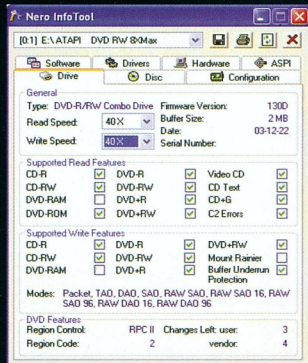 Nero InfoTool
[0:1] E:\ ATAPI DVD RW 8XMax
Software Drivers Hardware ASPI
Drive Disc Configuration
General
Type: DVD-R/RW Combo Drive Firmware Version: 130D
Read Speed: 40 X Buffer Size: 2 MB
Date: 03-12-22
Write Speed: 40 X Serial Number:
Supported Read Features
CD-R DVD-R Video CD
CD-RW DVD-RW CD Text
DVD-RAM DVD+R CD+G
DVD-ROM DVD+RW C2 Errors
Supported Write Features
CD-R DVD-R DVD+RW
CD-RW DVD-RW Mount Rainier
DVD-RAM DVD+R Buffer Underrun
Protection
Modes: Packet, TAO, DAO, SAO, RAW SAO, RAW SAO 16, RAW
SAO 96, RAW DAO 16, RAW DAO 96
DVD Features
Region Control: RPC II Changes Left: user: 3
Region Code: 2 vendor: 4